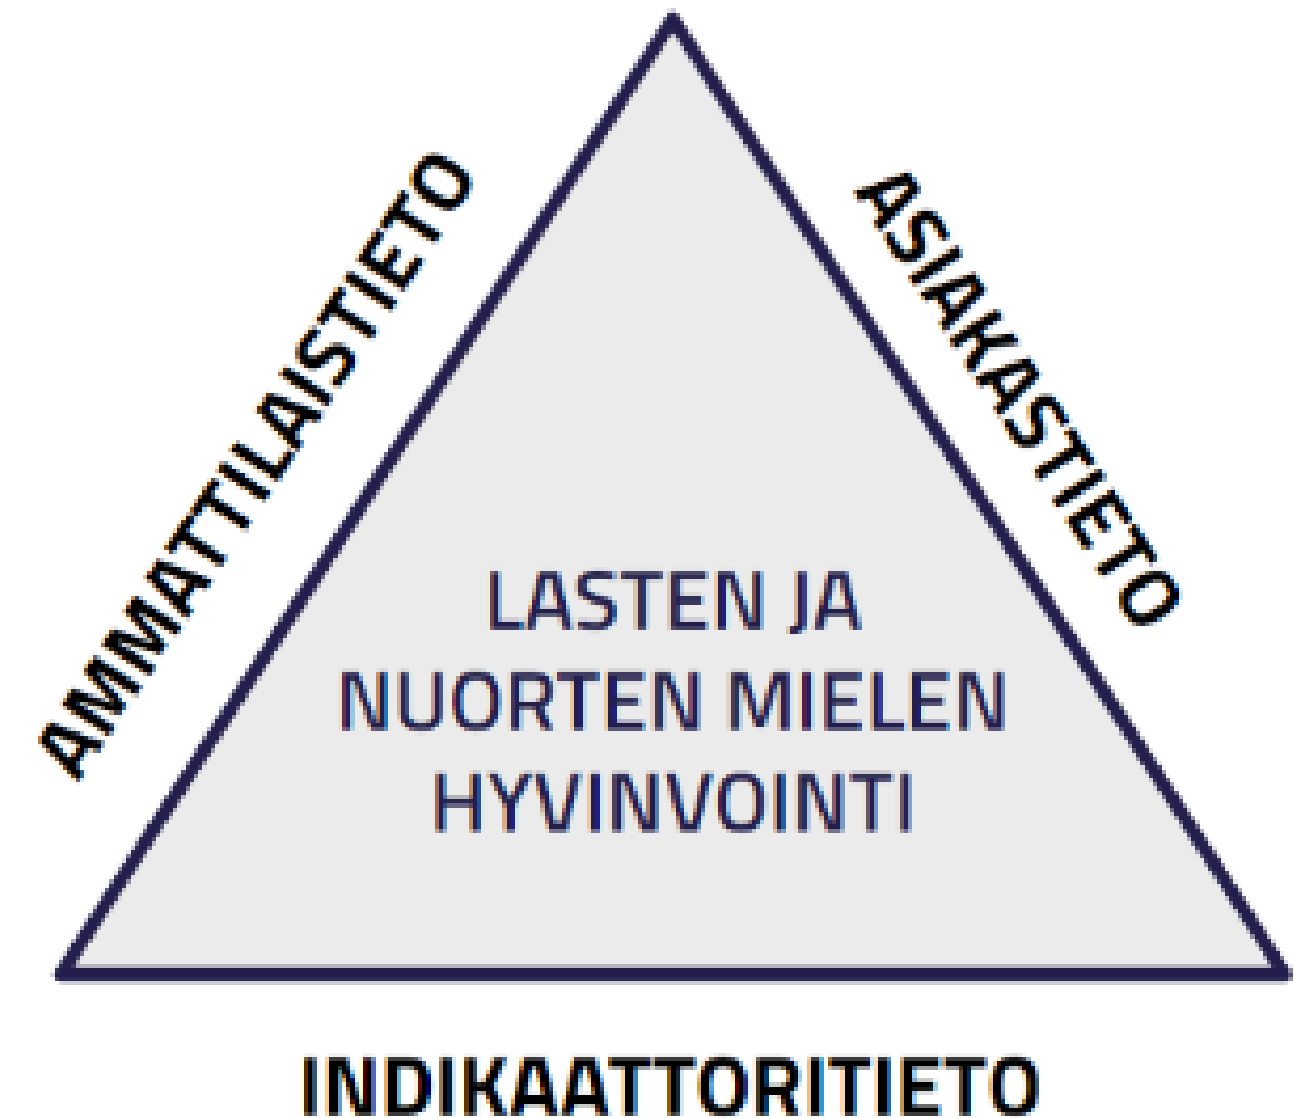 AMMATTILAISTIETO
ASIAKASTIETO
LASTEN JA
NUORTEN MIELEN
HYVINVOINTI
INDIKAATTORITIETO